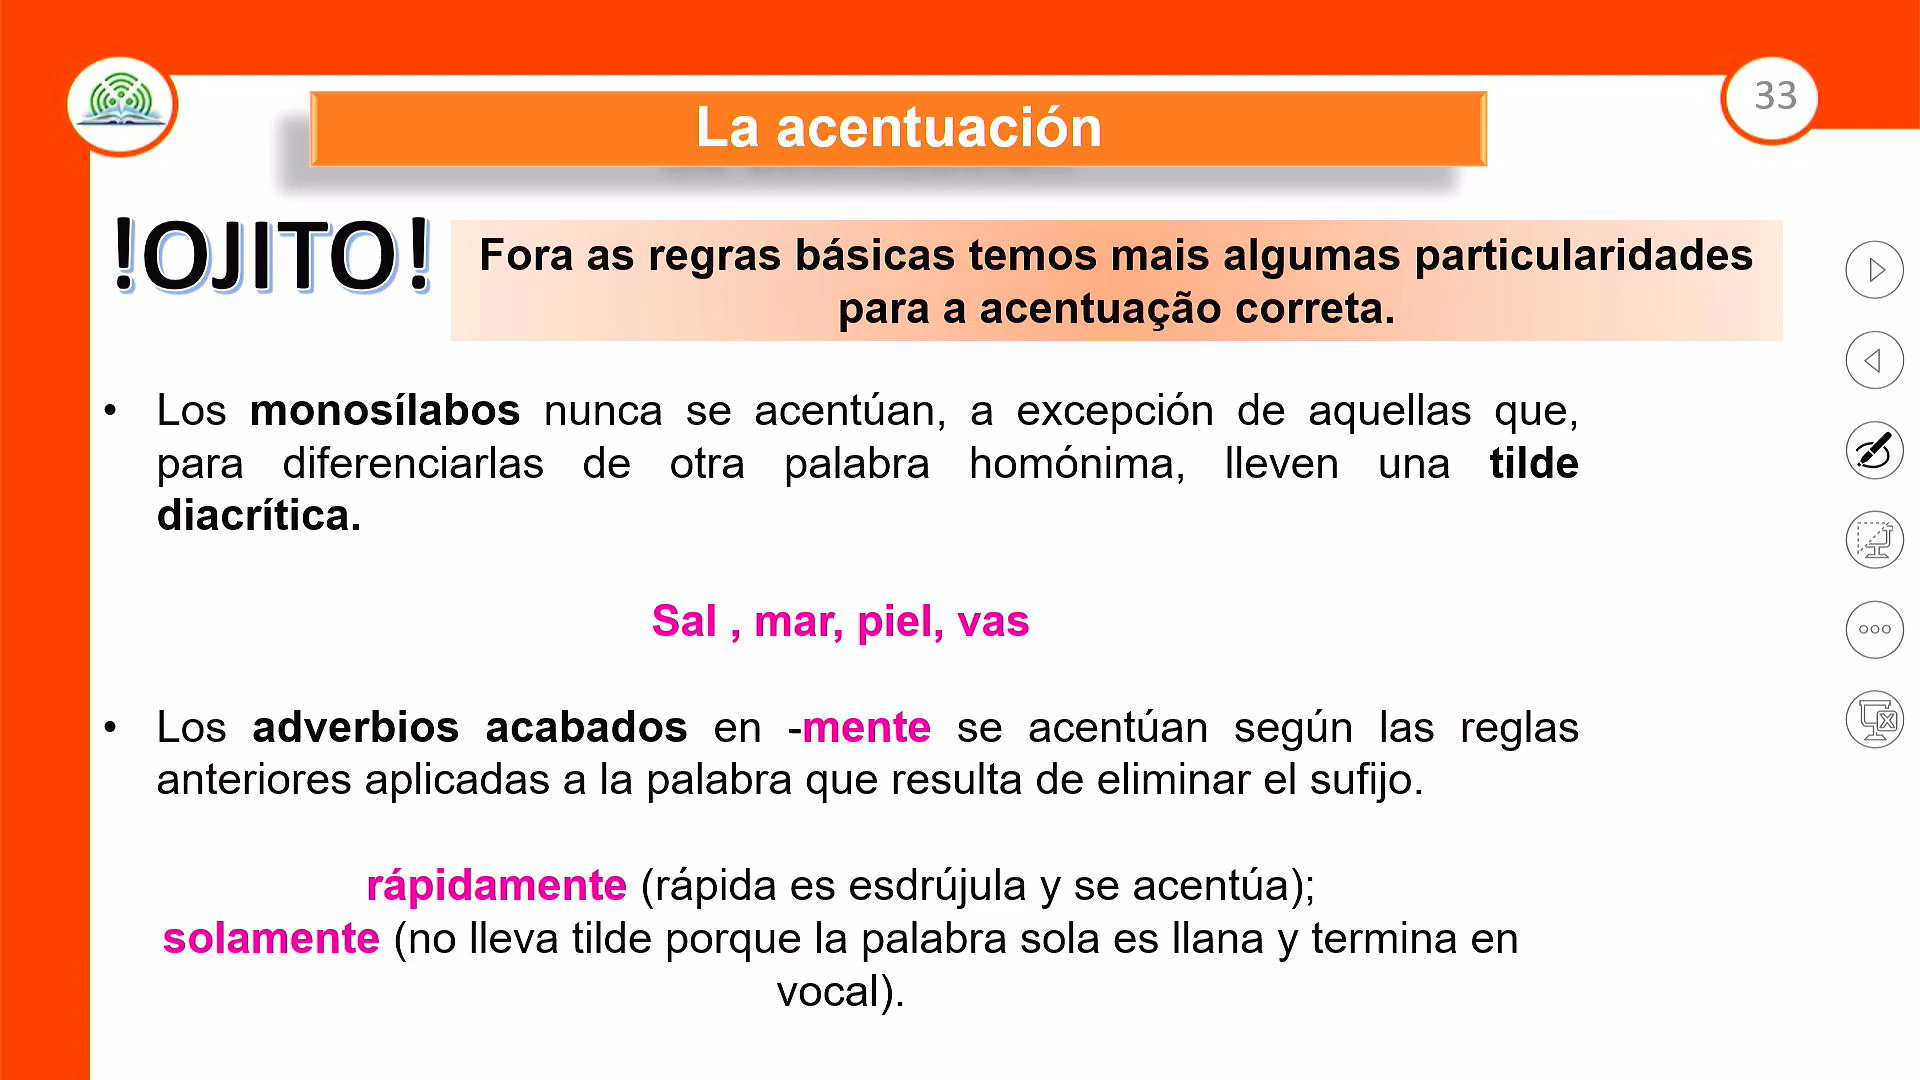 La acentuación
33
!OJITO!
Fora as regras básicas temos mais algumas particularidades
para a acentuação correta.
• Los monosílabos nunca se acentúan, a excepción de aquellas que,
para diferenciarlas de otra palabra homónima, lleven una tilde
diacrítica.
Sal , mar, piel, vas
• Los adverbios acabados en -mente se acentúan según las reglas
anteriores aplicadas a la palabra que resulta de eliminar el sufijo.
rápidamente (rápida es esdrújula y se acentúa);
solamente (no lleva tilde porque la palabra sola es llana y termina en
vocal).